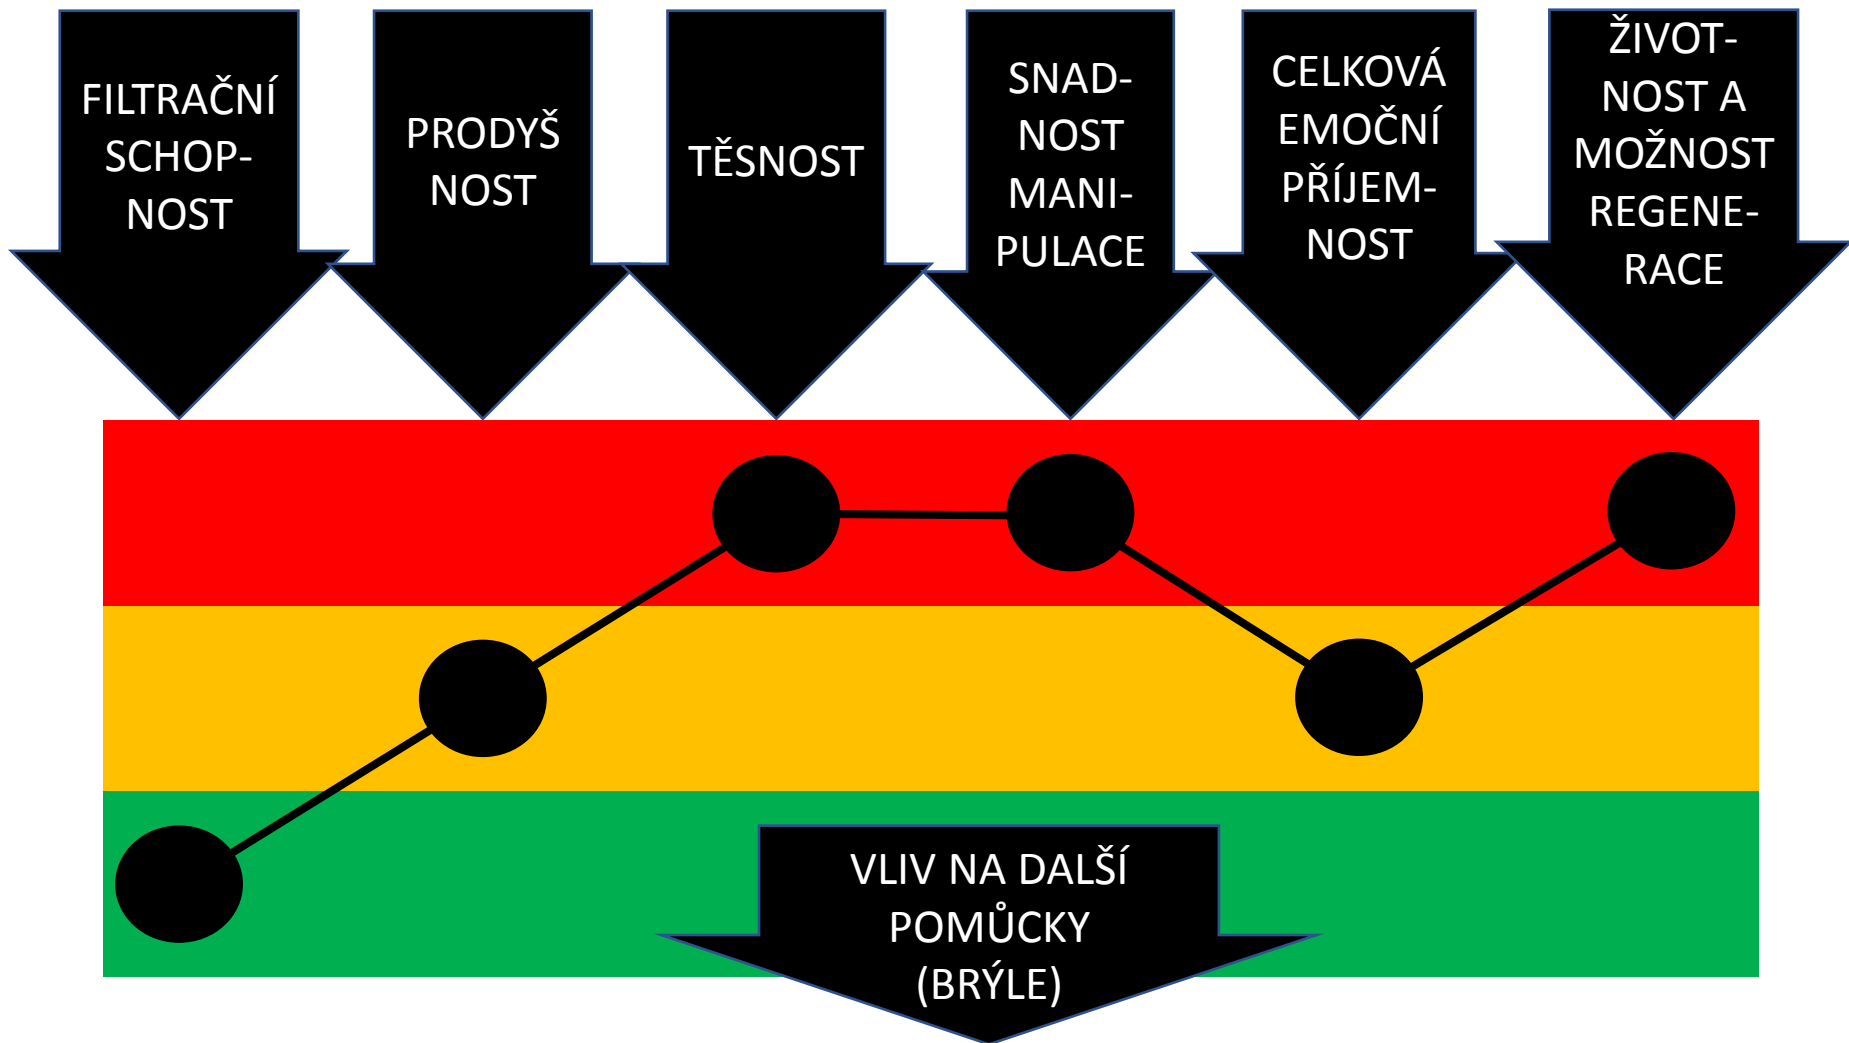 FILTRAČNÍ
SCHOP-
NOST
PRODYŠ
NOST
TĚSNOST
SNAD-
NOST
MANI-
PULACE
CELKOVÁ
EMOČNÍ
PŘÍJEM-
NOST
ŽIVOT-
NOST A
MOŽNOST
REGENE-
RACE
VLIV NA DALŠÍ
POMŮCKY
(BRÝLE)